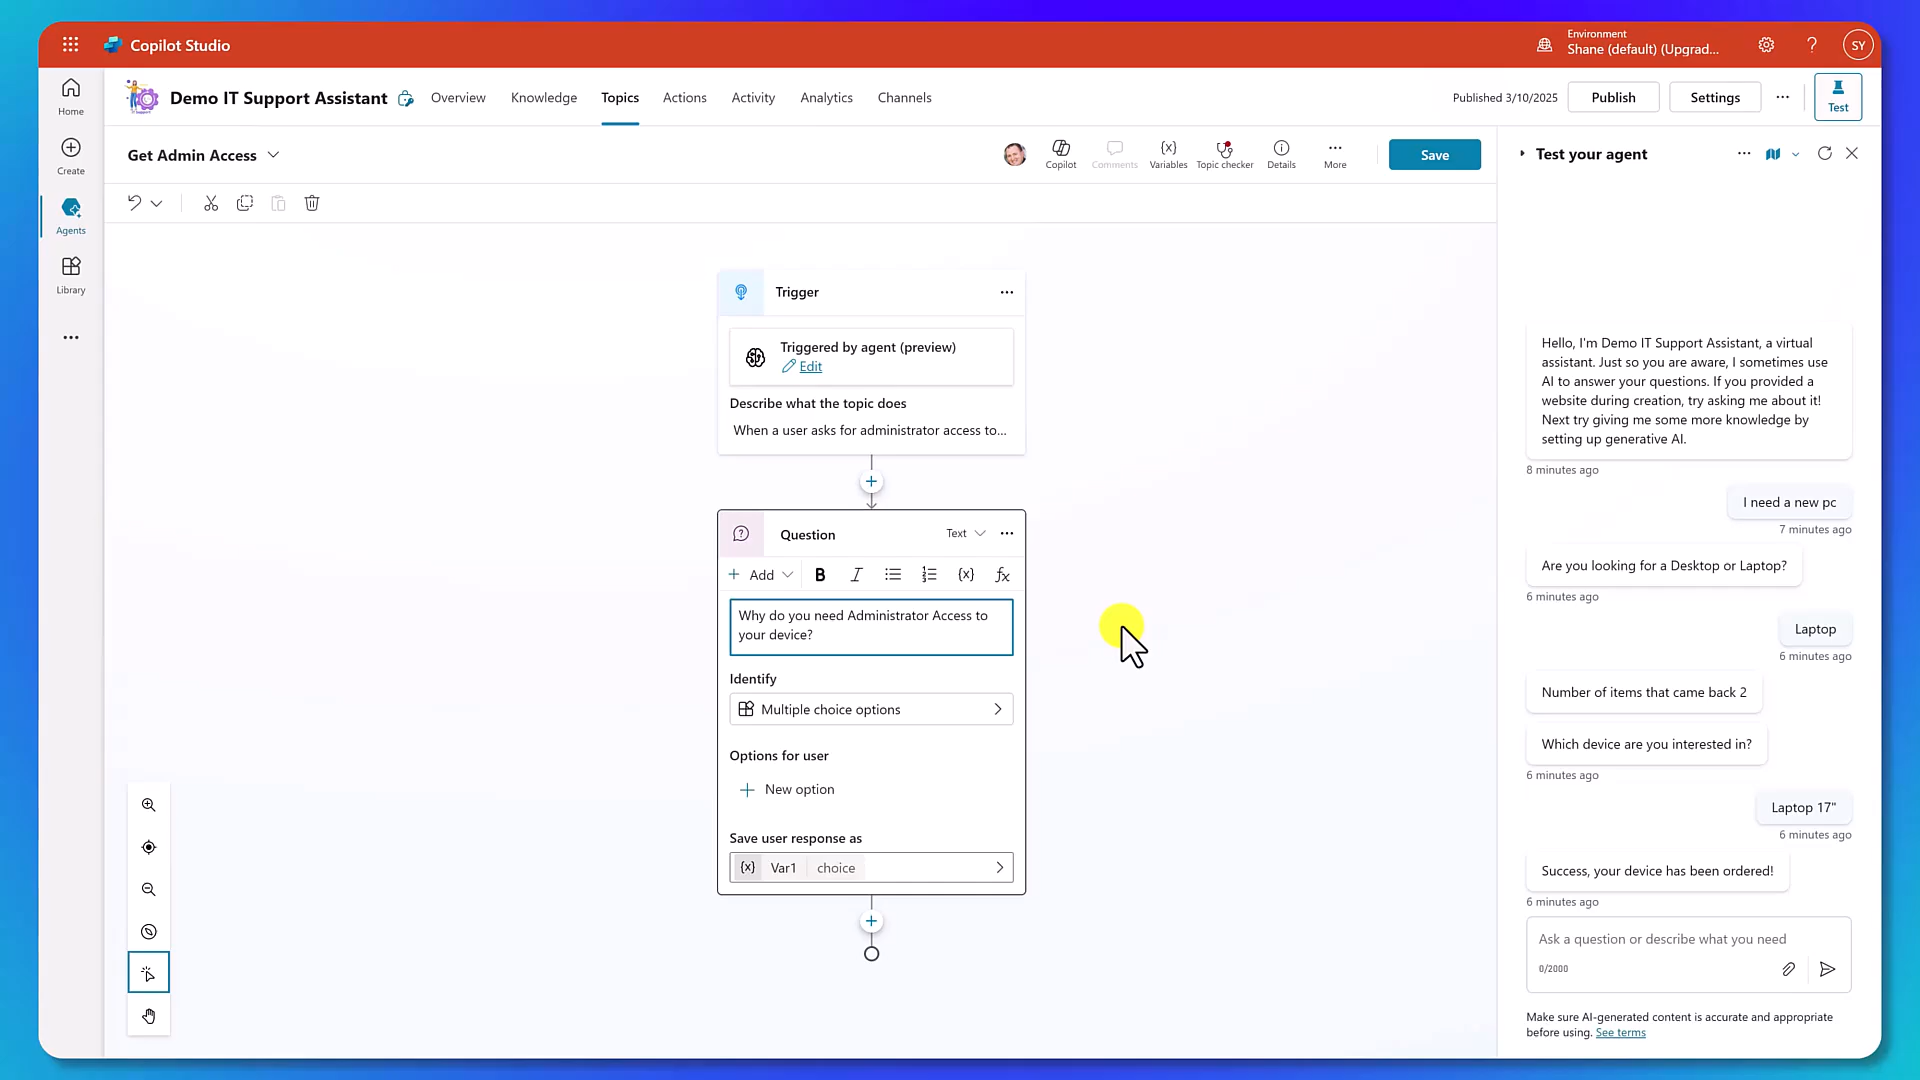 Copilot Studio
Environment
Shane (default) (Upgrad...
SY
Home
Create
Agents
Library
Demo IT Support Assistant
Overview
Knowledge
Topics
Actions
Activity
Analytics
Channels
Published 3/10/2025
Publish
Settings
Test
Get Admin Access
Copilot
Comments
{x}
Variables
Topic checker
Details
More
Save
Trigger
Triggered by agent (preview)
Edit
Describe what the topic does
When a user asks for administrator access to...
Question
Text
Add
B
I
{x}
fx
Why do you need Administrator Access to
your device?
Identify
Multiple choice options
Options for user
New option
Save user response as
{x} Var1 choice
Test your agent
Hello, I'm Demo IT Support Assistant, a virtual
assistant. Just so you are aware, I sometimes use
AI to answer your questions. If you provided a
website during creation, try asking me about it!
Next try giving me some more knowledge by
setting up generative AI.
8 minutes ago
I need a new pc
7 minutes ago
Are you looking for a Desktop or Laptop?
6 minutes ago
Laptop
6 minutes ago
Number of items that came back 2
Which device are you interested in?
6 minutes ago
Laptop 17"
6 minutes ago
Success, your device has been ordered!
6 minutes ago
Ask a question or describe what you need
0/2000
Make sure AI-generated content is accurate and appropriate
before using. See terms